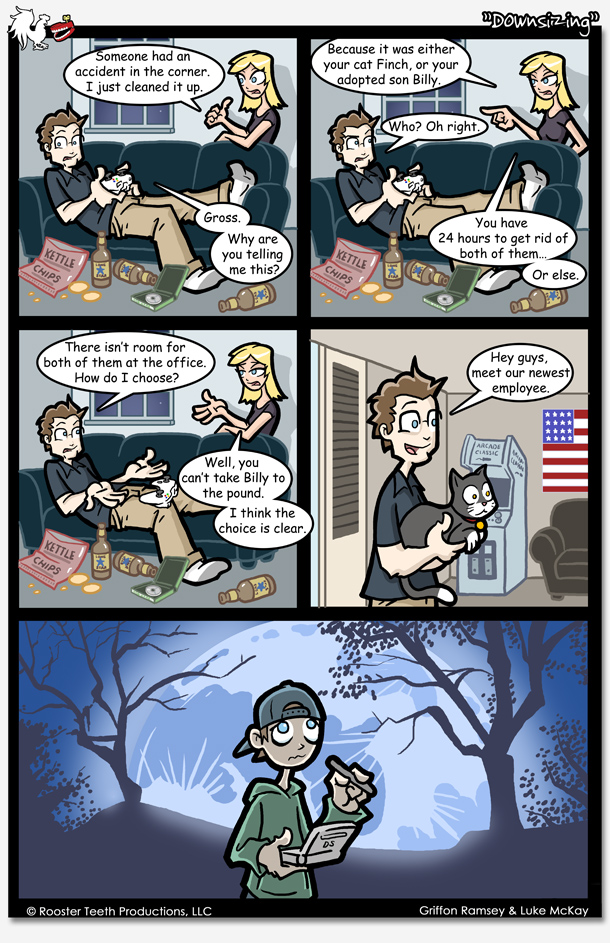 "Downsizing"
Someone had an
accident in the corner.
I just cleaned it up.
Gross.
Why are
you telling
me this?
KETTLE
CHIPS
Because it was either
your cat Finch, or your
adopted son Billy.
Who? Oh right.
You have
24 hours to get rid of
both of them...
Or else.
KETTLE
CHIPS
There isn't room for
both of them at the office.
How do I choose?
Well, you
can't take Billy to
the pound.
I think the
choice is clear.
KETTLE
CHIPS
Hey guys,
meet our newest
employee.
ARCADE
CLASSIC
DS
© Rooster Teeth Productions, LLC
Griffon Ramsey & Luke McKay